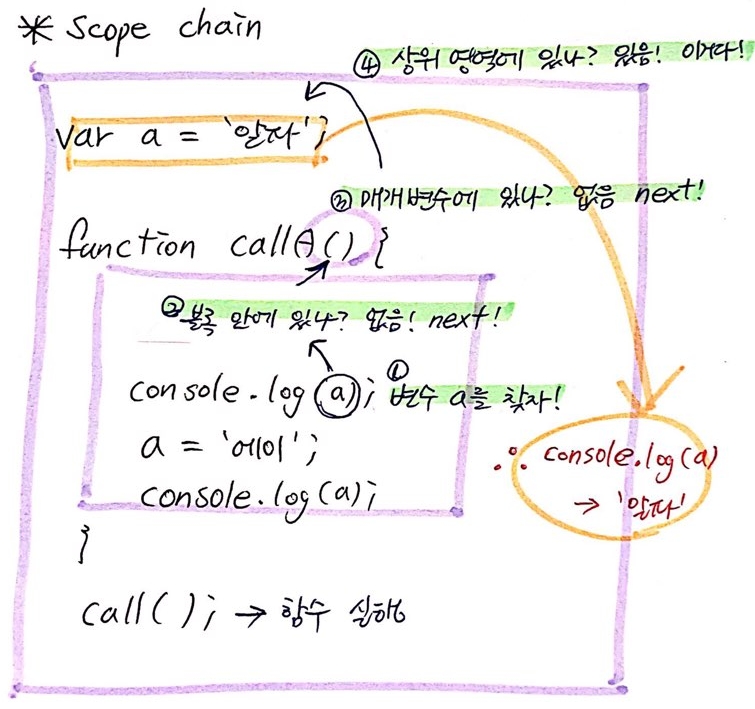 * Scope chain
④ 상위 영역에 있나? 있음! 이거다!
var a = '알파';
③ 매개변수에 있나? 없음 next!
function callA() {
② 블록 안에 있나? 없음! next!
console.log(a); ① 변수 a를 찾자!
a = '에이';
console.log(a);
∴ console.log(a)
→ '알파'
}
call(); → 함수 실행